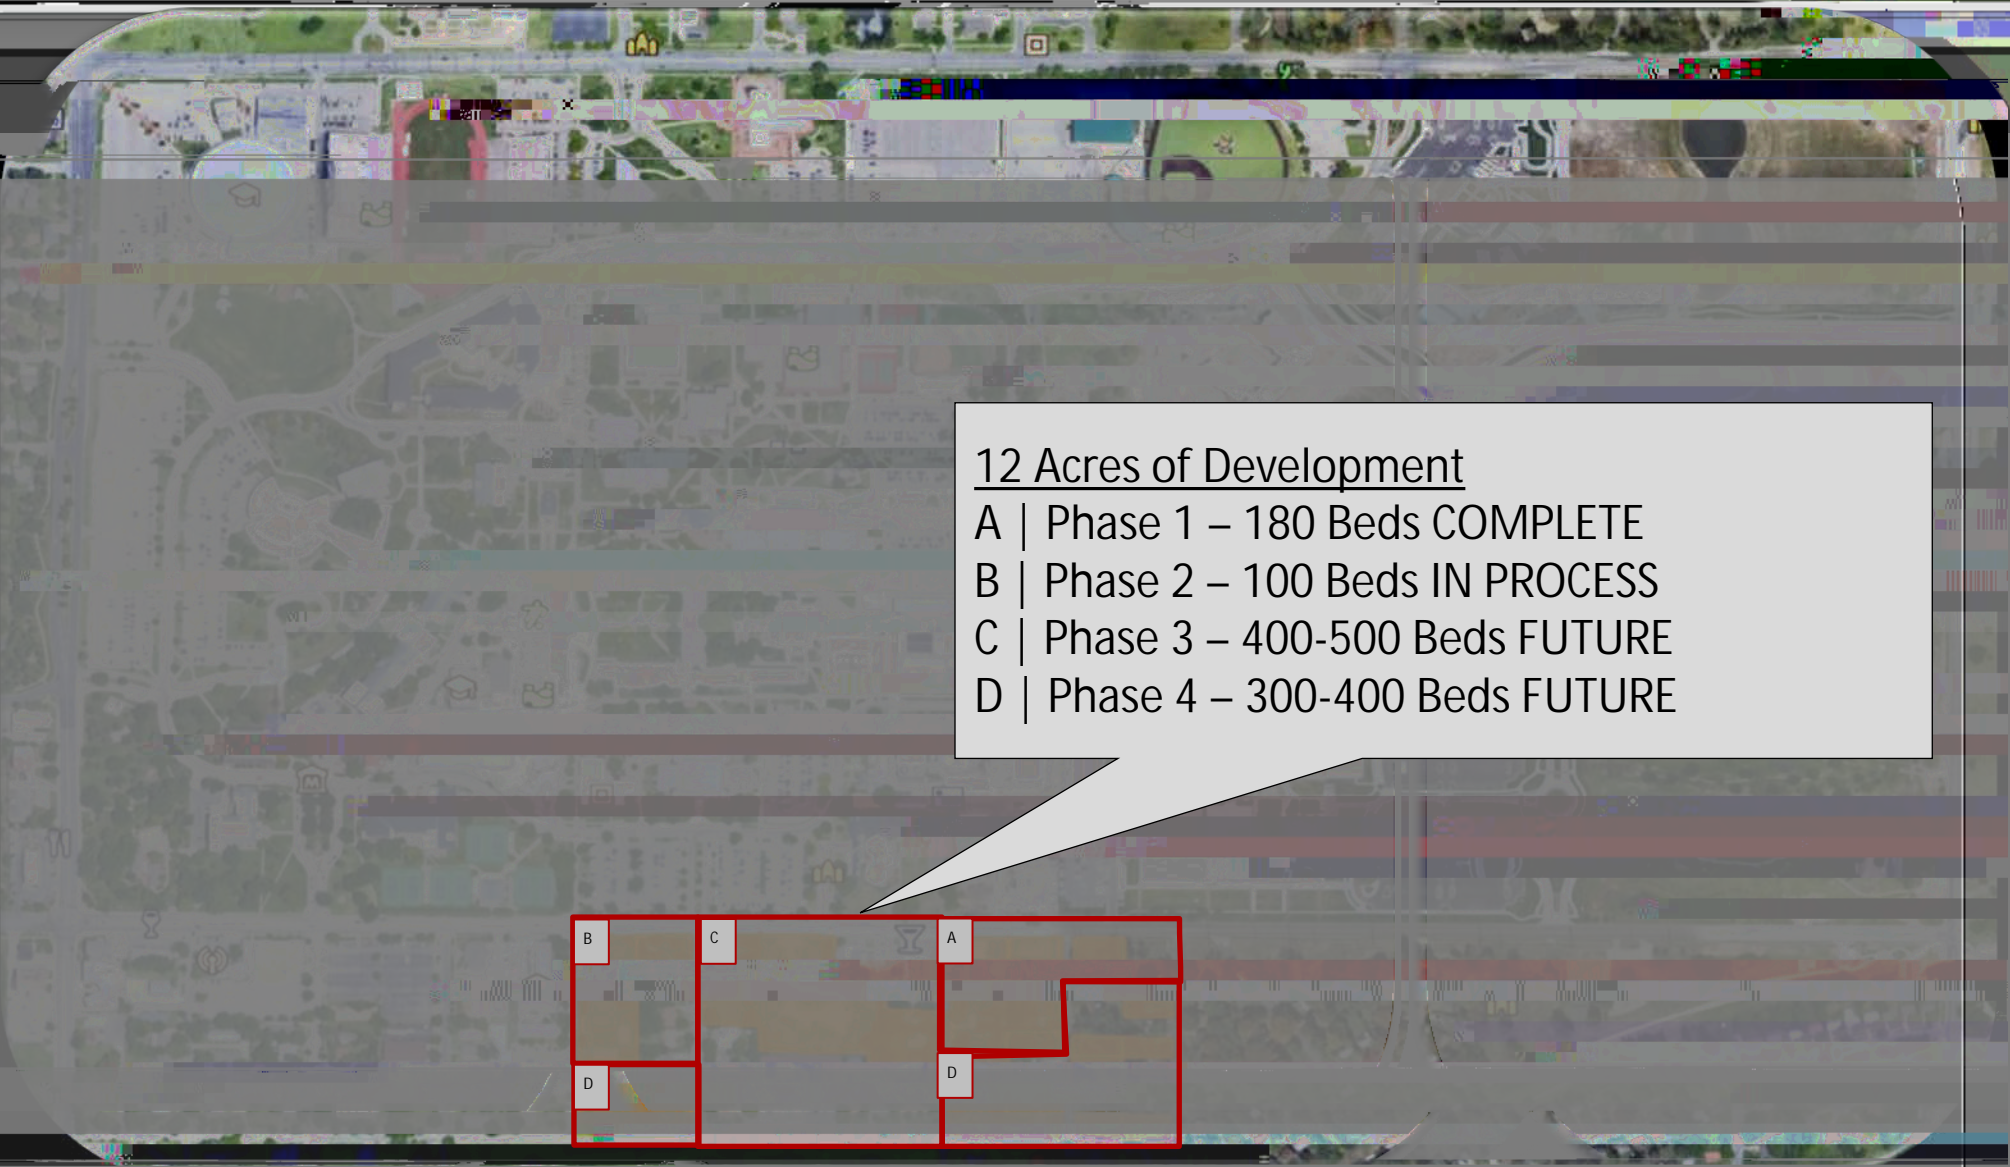 12 Acres of Development
A | Phase 1 – 180 Beds COMPLETE
B | Phase 2 – 100 Beds IN PROCESS
C | Phase 3 – 400-500 Beds FUTURE
D | Phase 4 – 300-400 Beds FUTURE
B
C
A
D
D